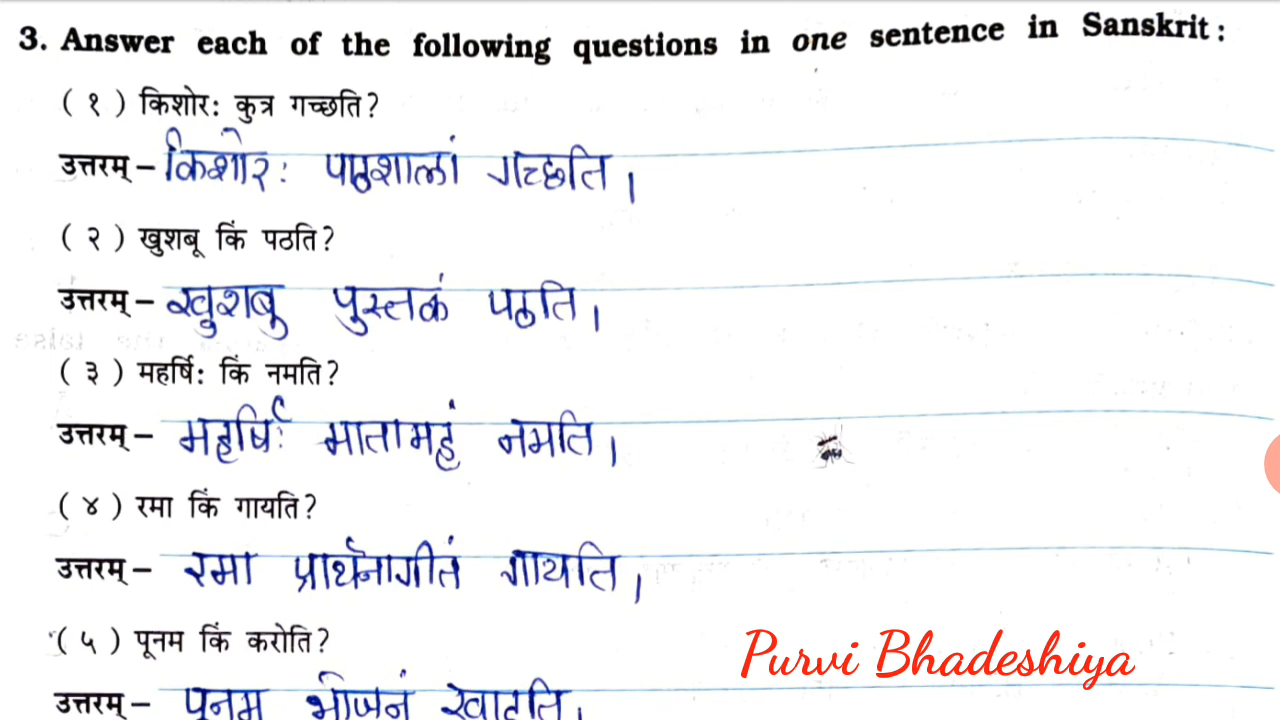 3. Answer each of the following questions in one sentence in Sanskrit :
( १ ) किशोरः कुत्र गच्छति?
उत्तरम् – किशोरः पाठशालां गच्छति ।
( २ ) खुशबू किं पठति?
उत्तरम् – खुशबु पुस्तकं पठति ।
( ३ ) महर्षिः किं नमति?
उत्तरम् – महर्षिः मातामहं नमति ।
( ४ ) रमा किं गायति?
उत्तरम् – रमा प्रार्थनागीतं गायति ।
( ५ ) पूनम किं करोति?
उत्तरम् – पूनम भोजनं खादति ।
Purvi Bhadeshiya